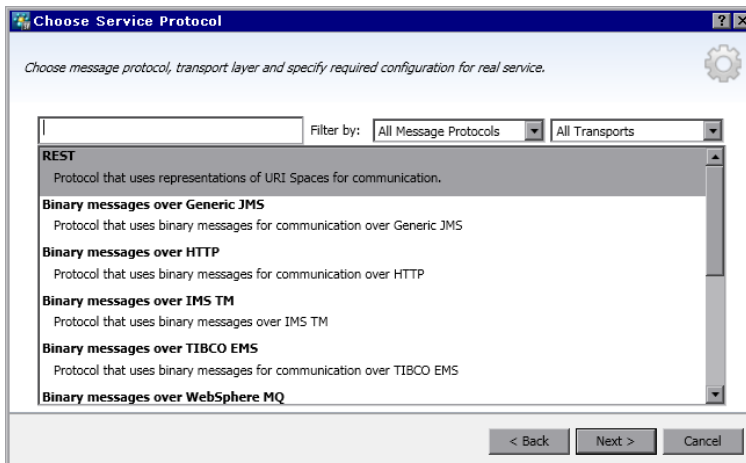 Choose Service Protocol
Choose message protocol, transport layer and specify required configuration for real service.
Filter by: All Message Protocols All Transports
REST
Protocol that uses representations of URI Spaces for communication.
Binary messages over Generic JMS
Protocol that uses binary messages for communication over Generic JMS
Binary messages over HTTP
Protocol that uses binary messages for communication over HTTP
Binary messages over IMS TM
Protocol that uses binary messages over IMS TM
Binary messages over TIBCO EMS
Protocol that uses binary messages for communication over TIBCO EMS
Binary messages over WebSphere MQ
< Back Next > Cancel